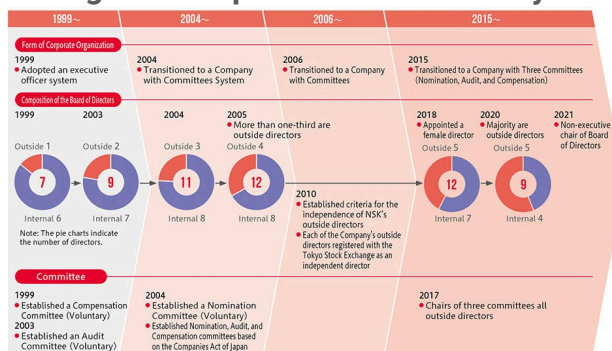 1999～
2004～
2006～
2015～
Form of Corporate Organization
1999
• Adopted an executive
officer system
2004
• Transitioned to a Company
with Committees System
2006
• Transitioned to a Company
with Committees
2015
• Transitioned to a Company with Three Committees
(Nomination, Audit, and Compensation)
Composition of the Board of Directors
1999
Outside 1
7
Internal 6
2003
Outside 2
9
Internal 7
Note: The pie charts indicate
the number of directors.
2004
Outside 3
11
Internal 8
2005
• More than one-third are
outside directors
Outside 4
12
Internal 8
2010
• Established criteria for the
independence of NSK's
outside directors
• Each of the Company's outside
directors registered with the
Tokyo Stock Exchange as an
independent director
2018
• Appointed a
female director
Outside 5
12
Internal 7
2020
• Majority are
outside directors
Outside 5
9
Internal 4
2021
• Non-executive
chair of Board
of Directors
Committee
1999
• Established a Compensation
Committee (Voluntary)
2003
• Established an Audit
Committee (Voluntary)
2004
• Established a Nomination
Committee (Voluntary)
• Established Nomination, Audit, and
Compensation committees based
on the Companies Act of Japan
2017
• Chairs of three committees all
outside directors